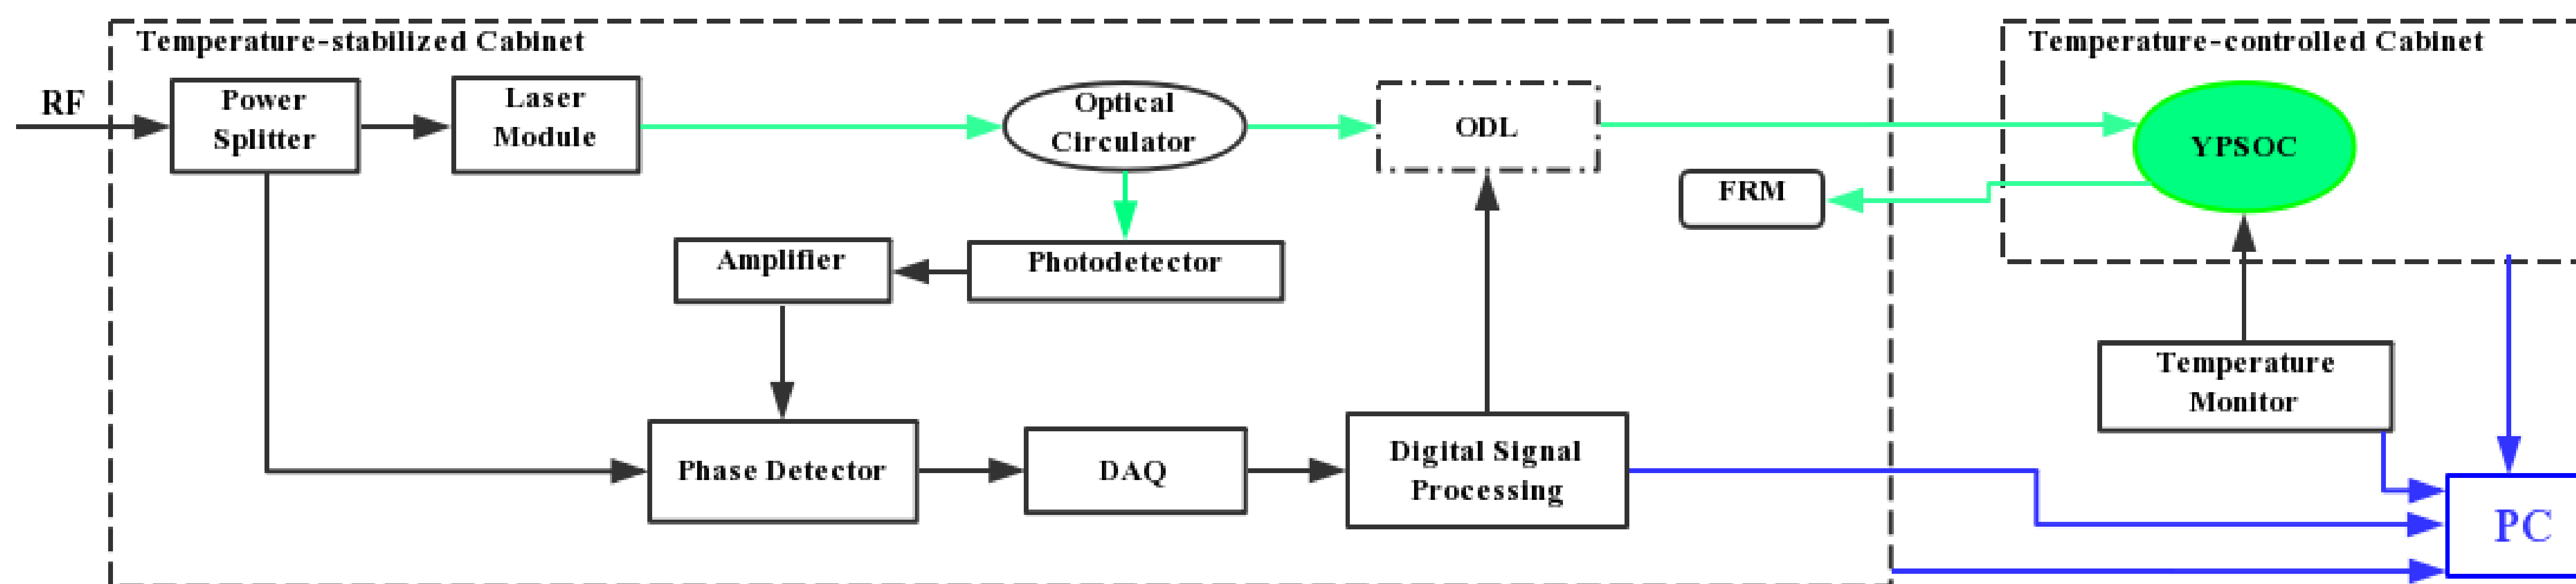 Temperature-stabilized Cabinet
Temperature-controlled Cabinet
RF
Power
Splitter
Laser
Module
Optical
Circulator
ODL
YPSOC
FRM
Amplifier
Photodetector
Temperature
Monitor
Phase Detector
DAQ
Digital Signal
Processing
PC